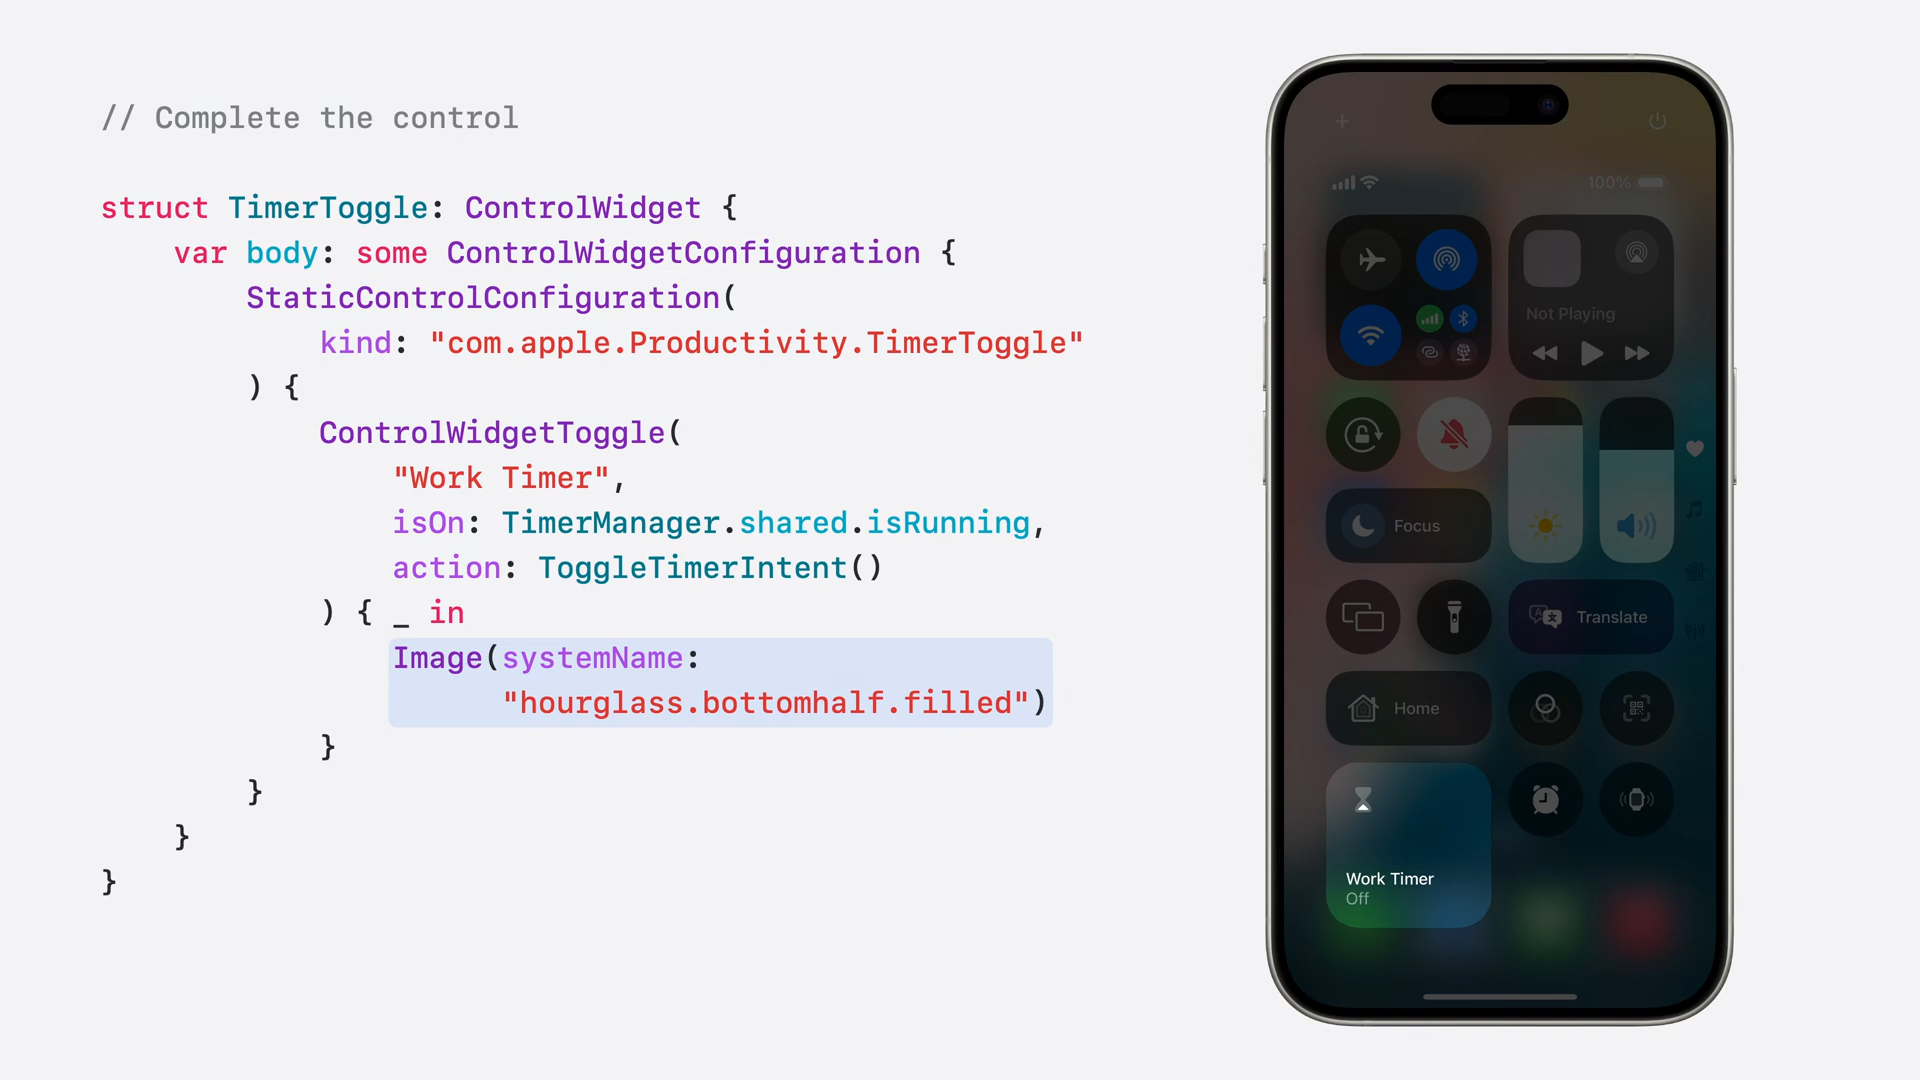 // Complete the control
struct TimerToggle: ControlWidget {
var body: some ControlWidgetConfiguration {
StaticControlConfiguration(
kind: "com.apple.Productivity.TimerToggle"
) {
ControlWidgetToggle(
"Work Timer",
isOn: TimerManager.shared.isRunning,
action: ToggleTimerIntent()
) { _ in
Image(systemName:
"hourglass.bottomhalf.filled")
}
}
}
}
100%
Not Playing
Focus
Translate
Home
Work Timer
Off